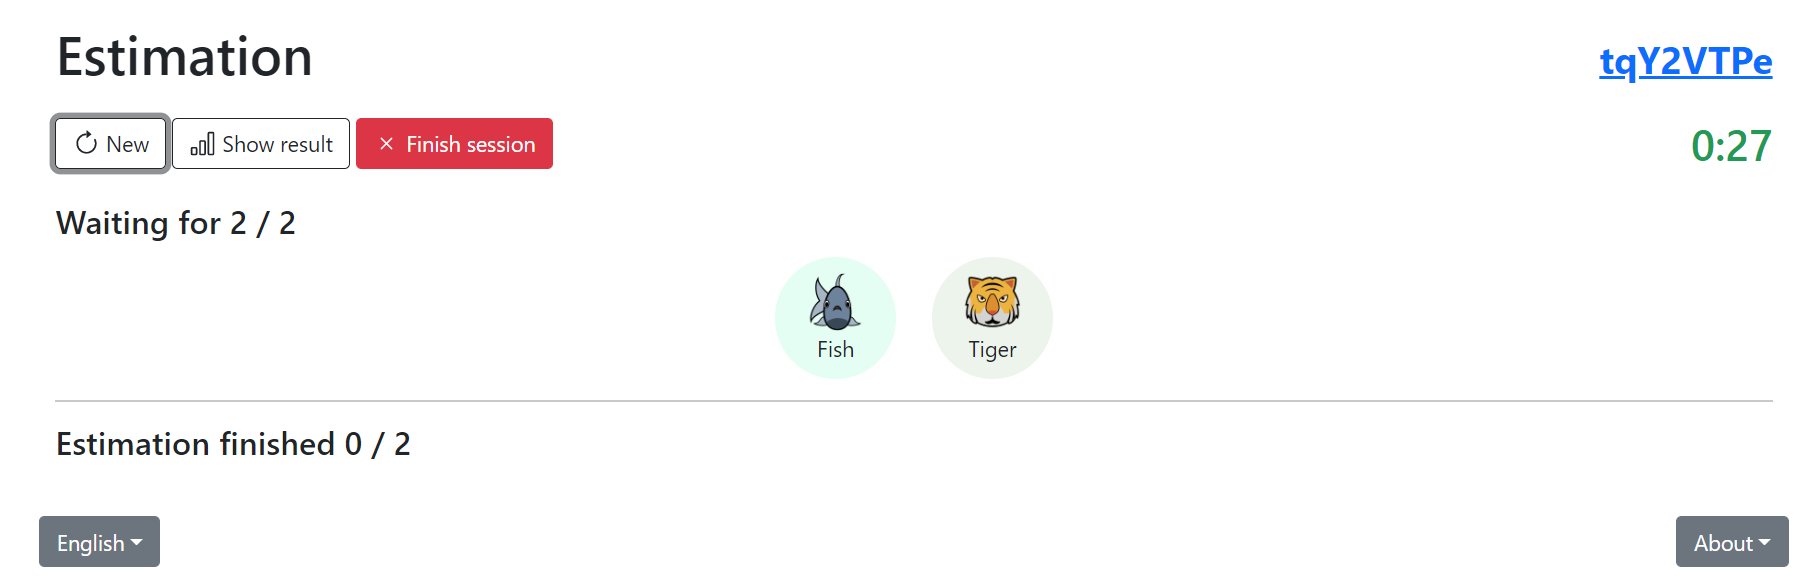 Estimation
tqY2VTPe
New
Show result
Finish session
0:27
Waiting for 2 / 2
Fish
Tiger
Estimation finished 0 / 2
English
About